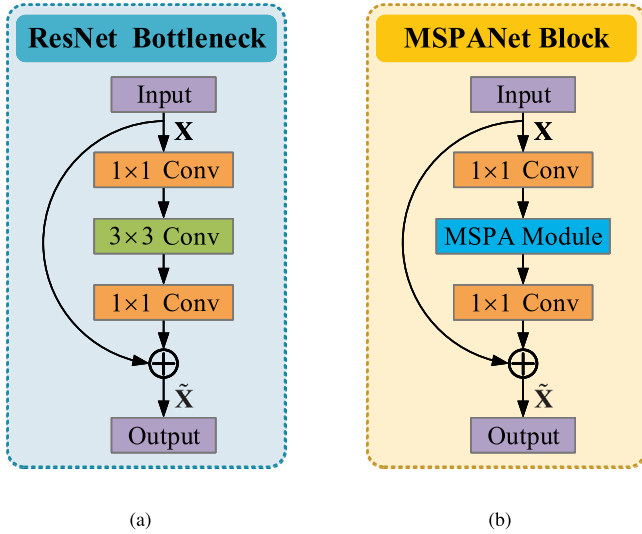 ResNet Bottleneck
Input
X
1×1 Conv
3×3 Conv
1×1 Conv
X̃
Output
(a)
MSPANet Block
Input
X
1×1 Conv
MSPA Module
1×1 Conv
X̃
Output
(b)